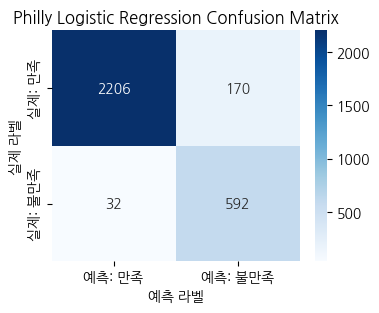 Philly Logistic Regression Confusion Matrix
실제 라벨
실제: 만족
실제: 불만족
2206
170
32
592
예측: 만족
예측: 불만족
예측 라벨
2000
1500
1000
500